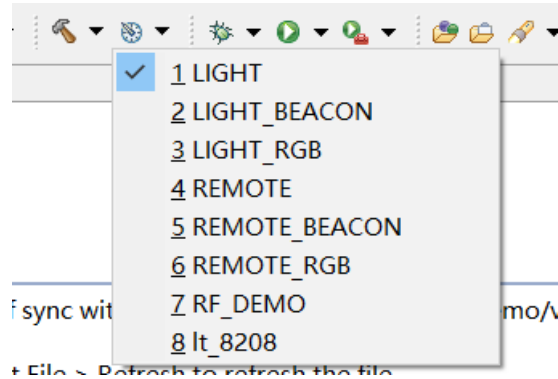 1 LIGHT
2 LIGHT_BEACON
3 LIGHT_RGB
4 REMOTE
5 REMOTE_BEACON
6 REMOTE_RGB
7 RF_DEMO
f sync wit mo/v
8 lt_8208
t File > Refresh to refresh the file